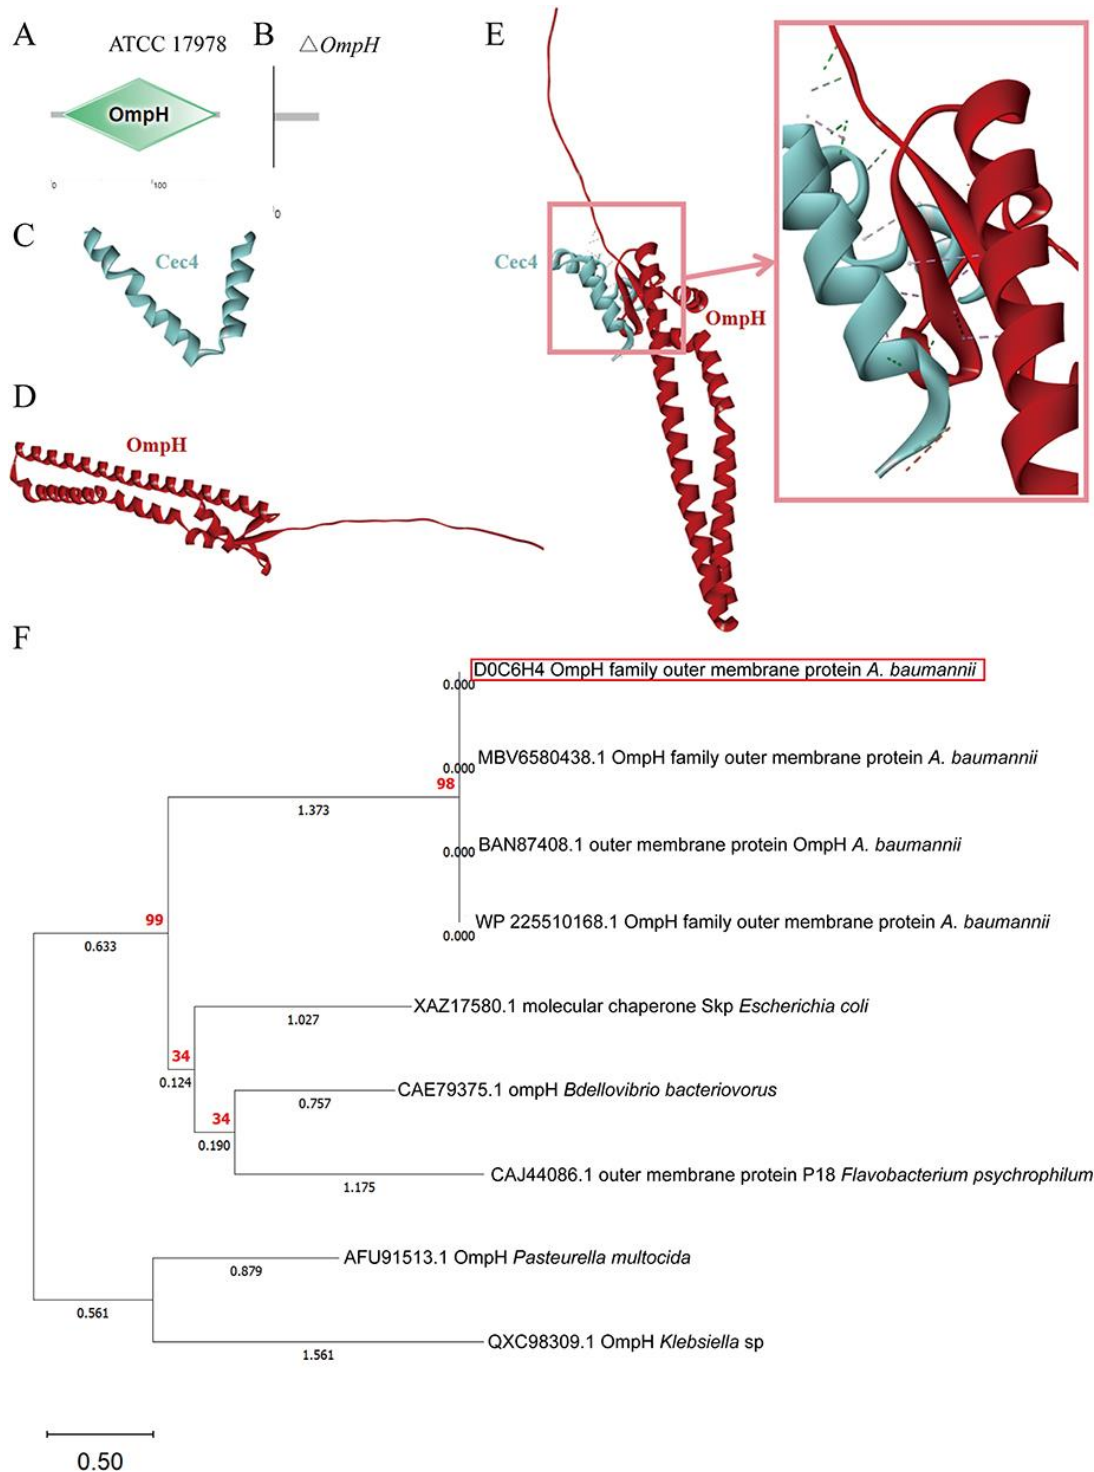 A
ATCC 17978
B
△OmpH
E
OmpH
0
100
0
C
Cec4
Cec4
OmpH
D
OmpH
F
D0C6H4 OmpH family outer membrane protein A. baumannii
0.000
MBV6580438.1 OmpH family outer membrane protein A. baumannii
0.000
98
1.373
BAN87408.1 outer membrane protein OmpH A. baumannii
0.000
99
WP 225510168.1 OmpH family outer membrane protein A. baumannii
0.000
0.633
XAZ17580.1 molecular chaperone Skp Escherichia coli
1.027
34
0.124
CAE79375.1 ompH Bdellovibrio bacteriovorus
0.757
34
0.190
CAJ44086.1 outer membrane protein P18 Flavobacterium psychrophilum
1.175
AFU91513.1 OmpH Pasteurella multocida
0.879
0.561
QXC98309.1 OmpH Klebsiella sp
1.561
0.50